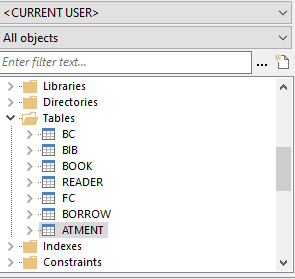 <CURRENT USER>
All objects
Enter filter text...
...
Libraries
Directories
Tables
BC
BIB
BOOK
READER
FC
BORROW
ATMENT
Indexes
Constraints